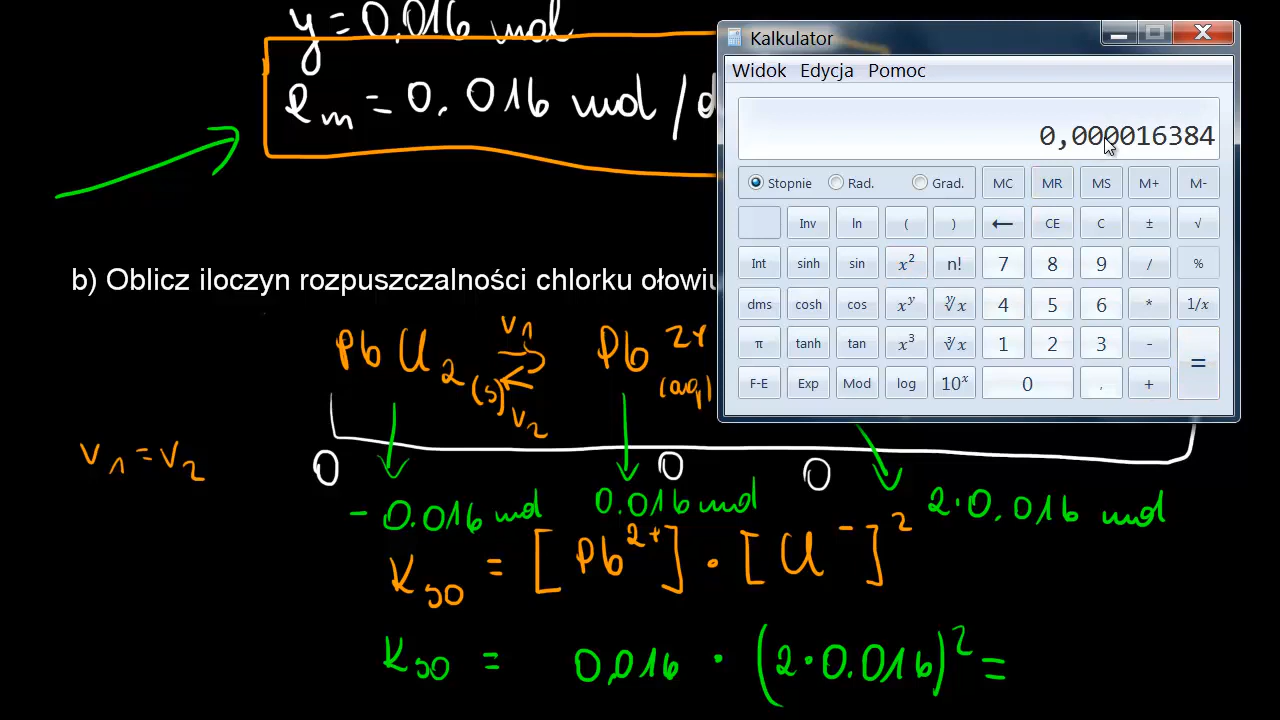 y = 0.016 mol
Rm = 0.016 mol/d
b) Oblicz iloczyn rozpuszczalności chlorku ołowiu
PbCl2(s) v1 v2 Pb2+(aq)
v1 = v2
0 0 0
- 0.016 mol 0.016 mol 2·0.016 mol
Kso = [Pb2+] · [Cl-]2
Kso = 0,016 · (2·0.016)2 =
Kalkulator
Widok Edycja Pomoc
0,000016384
Stopnie Rad. Grad. MC MR MS M+ M-
Inv ln ( ) ← CE C ± √
Int sinh sin x2 n! 7 8 9 / %
dms cosh cos xy y√x 4 5 6 * 1/x
π tanh tan x3 3√x 1 2 3 - =
F-E Exp Mod log 10x 0 , +